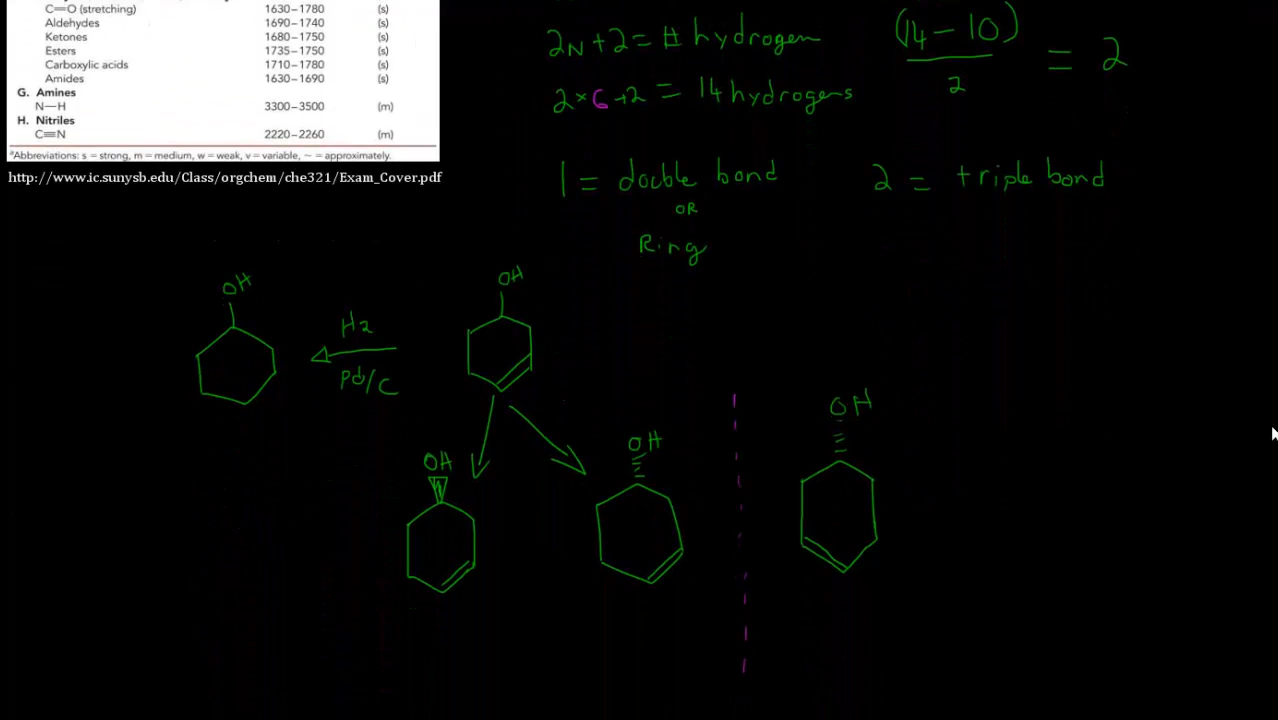 C=O (stretching) 1630–1780 (s)
Aldehydes 1690–1740 (s)
Ketones 1680–1750 (s)
Esters 1735–1750 (s)
Carboxylic acids 1710–1780 (s)
Amides 1630–1690 (s)
G. Amines
N—H 3300–3500 (m)
H. Nitriles
C≡N 2220–2260 (m)
ᵃAbbreviations: s = strong, m = medium, w = weak, v = variable, ~ = approximately.
http://www.ic.sunysb.edu/Class/orgchem/che321/Exam_Cover.pdf
2N+2 = # hydrogen
(14-10)
2
= 2
2×6+2 = 14 hydrogens
1 = double bond
OR
Ring
2 = triple bond
OH
H2
Pd/C
OH
OH
OH
OH